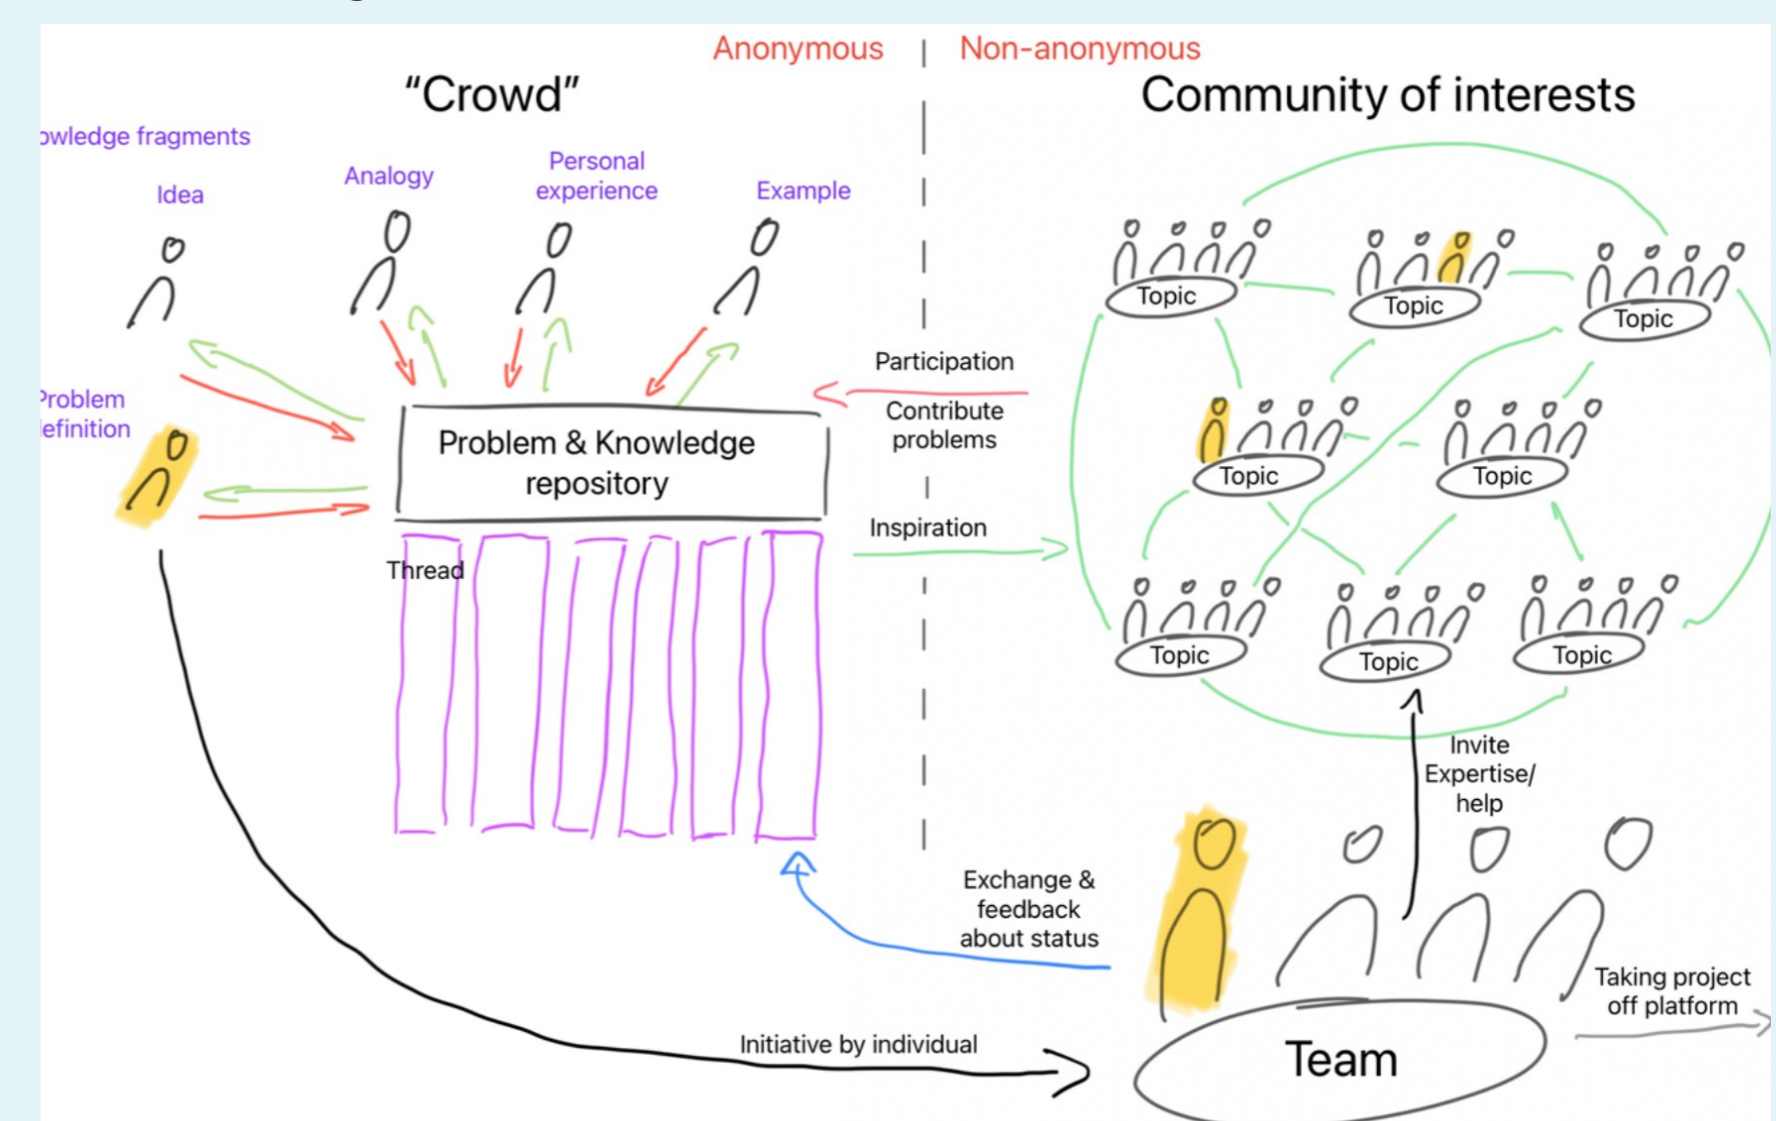 Anonymous
Non-anonymous
“Crowd”
Community of interests
owledge fragments
Idea
Analogy
Personal
experience
Example
Problem
efinition
Problem & Knowledge
repository
Thread
Participation
Contribute
problems
Inspiration
Topic
Topic
Topic
Topic
Topic
Topic
Topic
Topic
Invite
Expertise/
help
Exchange &
feedback
about status
Initiative by individual
Team
Taking project
off platform